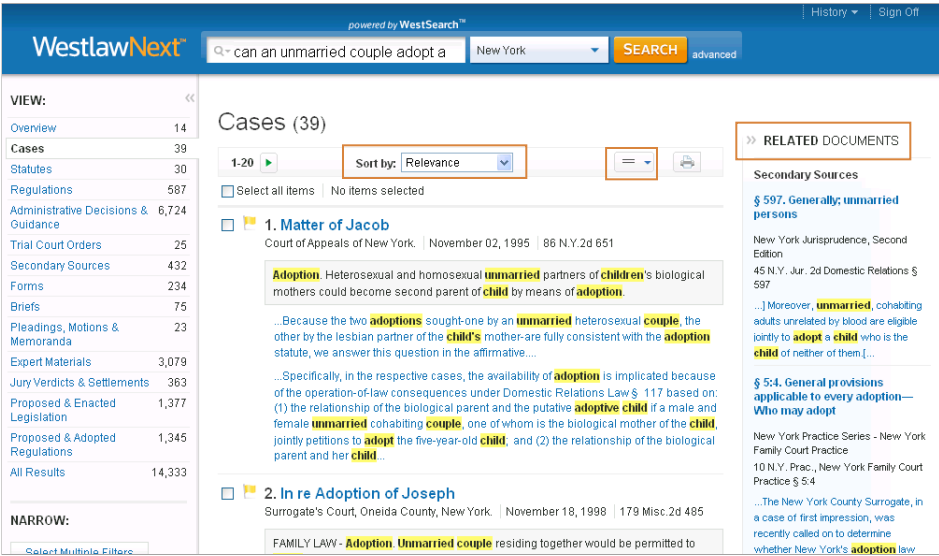 History Sign Off
powered by WestSearch™
WestlawNext™
can an unmarried couple adopt a New York SEARCH advanced
VIEW:
Overview 14
Cases 39
Statutes 30
Regulations 587
Administrative Decisions & 6,724
Guidance
Trial Court Orders 25
Secondary Sources 432
Forms 234
Briefs 75
Pleadings, Motions & 23
Memoranda
Expert Materials 3,079
Jury Verdicts & Settlements 363
Proposed & Enacted 1,377
Legislation
Proposed & Adopted 1,345
Regulations
All Results 14,333
NARROW:
Select Multiple Filters
Cases (39)
1-20 Sort by: Relevance
Select all items No items selected
1. Matter of Jacob
Court of Appeals of New York. November 02, 1995 86 N.Y.2d 651
Adoption. Heterosexual and homosexual unmarried partners of children's biological
mothers could become second parent of child by means of adoption.
...Because the two adoptions sought-one by an unmarried heterosexual couple, the
other by the lesbian partner of the child's mother-are fully consistent with the adoption
statute, we answer this question in the affirmative....
...Specifically, in the respective cases, the availability of adoption is implicated because
of the operation-of-law consequences under Domestic Relations Law § 117 based on:
(1) the relationship of the biological parent and the putative adoptive child if a male and
female unmarried cohabiting couple, one of whom is the biological mother of the child,
jointly petitions to adopt the five-year-old child; and (2) the relationship of the biological
parent and her child...
2. In re Adoption of Joseph
Surrogate's Court, Oneida County, New York. November 18, 1998 179 Misc.2d 485
FAMILY LAW - Adoption. Unmarried couple residing together would be permitted to
RELATED DOCUMENTS
Secondary Sources
§ 597. Generally; unmarried
persons
New York Jurisprudence, Second
Edition
45 N.Y. Jur. 2d Domestic Relations §
597
...] Moreover, unmarried, cohabiting
adults unrelated by blood are eligible
jointly to adopt a child who is the
child of neither of them.[...
§ 5:4. General provisions
applicable to every adoption—
Who may adopt
New York Practice Series - New York
Family Court Practice
10 N.Y. Prac., New York Family Court
Practice § 5:4
...The New York County Surrogate, in
a case of first impression, was
recently called on to determine
whether New York's adoption law